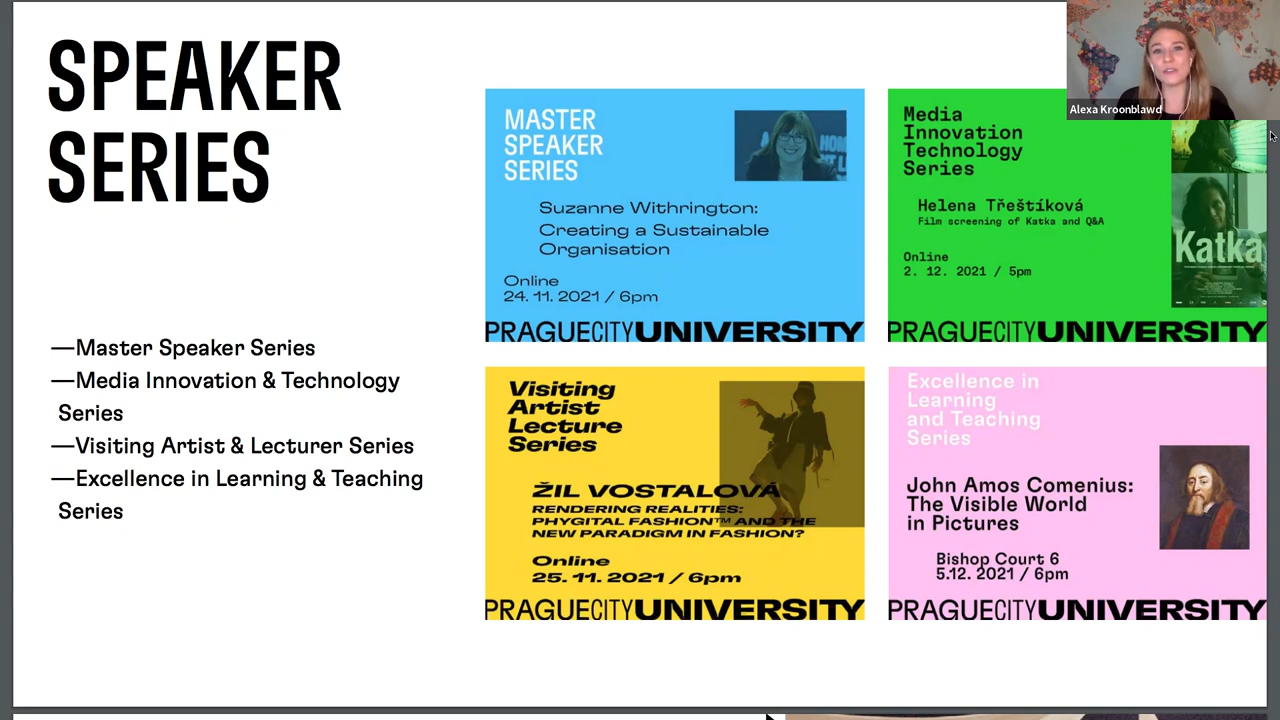 SPEAKER
SERIES
—Master Speaker Series
—Media Innovation & Technology
Series
—Visiting Artist & Lecturer Series
—Excellence in Learning & Teaching
Series
MASTER
SPEAKER
SERIES
Suzanne Withrington:
Creating a Sustainable
Organisation
Online
24. 11. 2021 / 6pm
PRAGUECITYUNIVERSITY
Media
Innovation
Technology
Series
Helena Třeštíková
Film screening of Katka and Q&A
Online
2. 12. 2021 / 5pm
Katka
PRAGUECITYUNIVERSITY
Alexa Kroonblawd
Visiting
Artist
Lecture
Series
ŽIL VOSTALOVÁ
RENDERING REALITIES:
PHYGITAL FASHION™ AND THE
NEW PARADIGM IN FASHION?
Online
25. 11. 2021 / 6pm
PRAGUECITYUNIVERSITY
Excellence in
Learning
and Teaching
Series
John Amos Comenius:
The Visible World
in Pictures
Bishop Court 6
5.12. 2021 / 6pm
PRAGUECITYUNIVERSITY